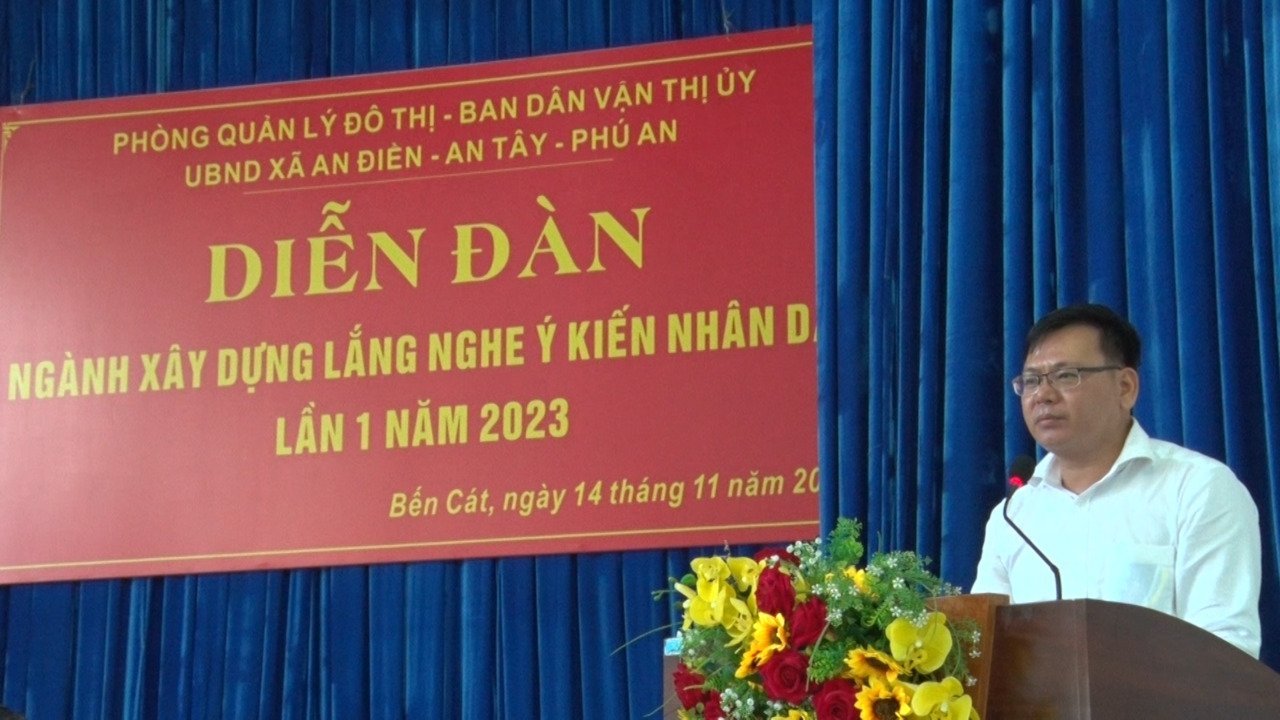 PHÒNG QUẢN LÝ ĐÔ THỊ - BAN DÂN VẬN THỊ ỦY
UBND XÃ AN ĐIỀN - AN TÂY - PHÚ AN
DIỄN ĐÀN
NGÀNH XÂY DỰNG LẮNG NGHE Ý KIẾN NHÂN
LẦN 1 NĂM 2023
Bến Cát, ngày 14 tháng 11 năm